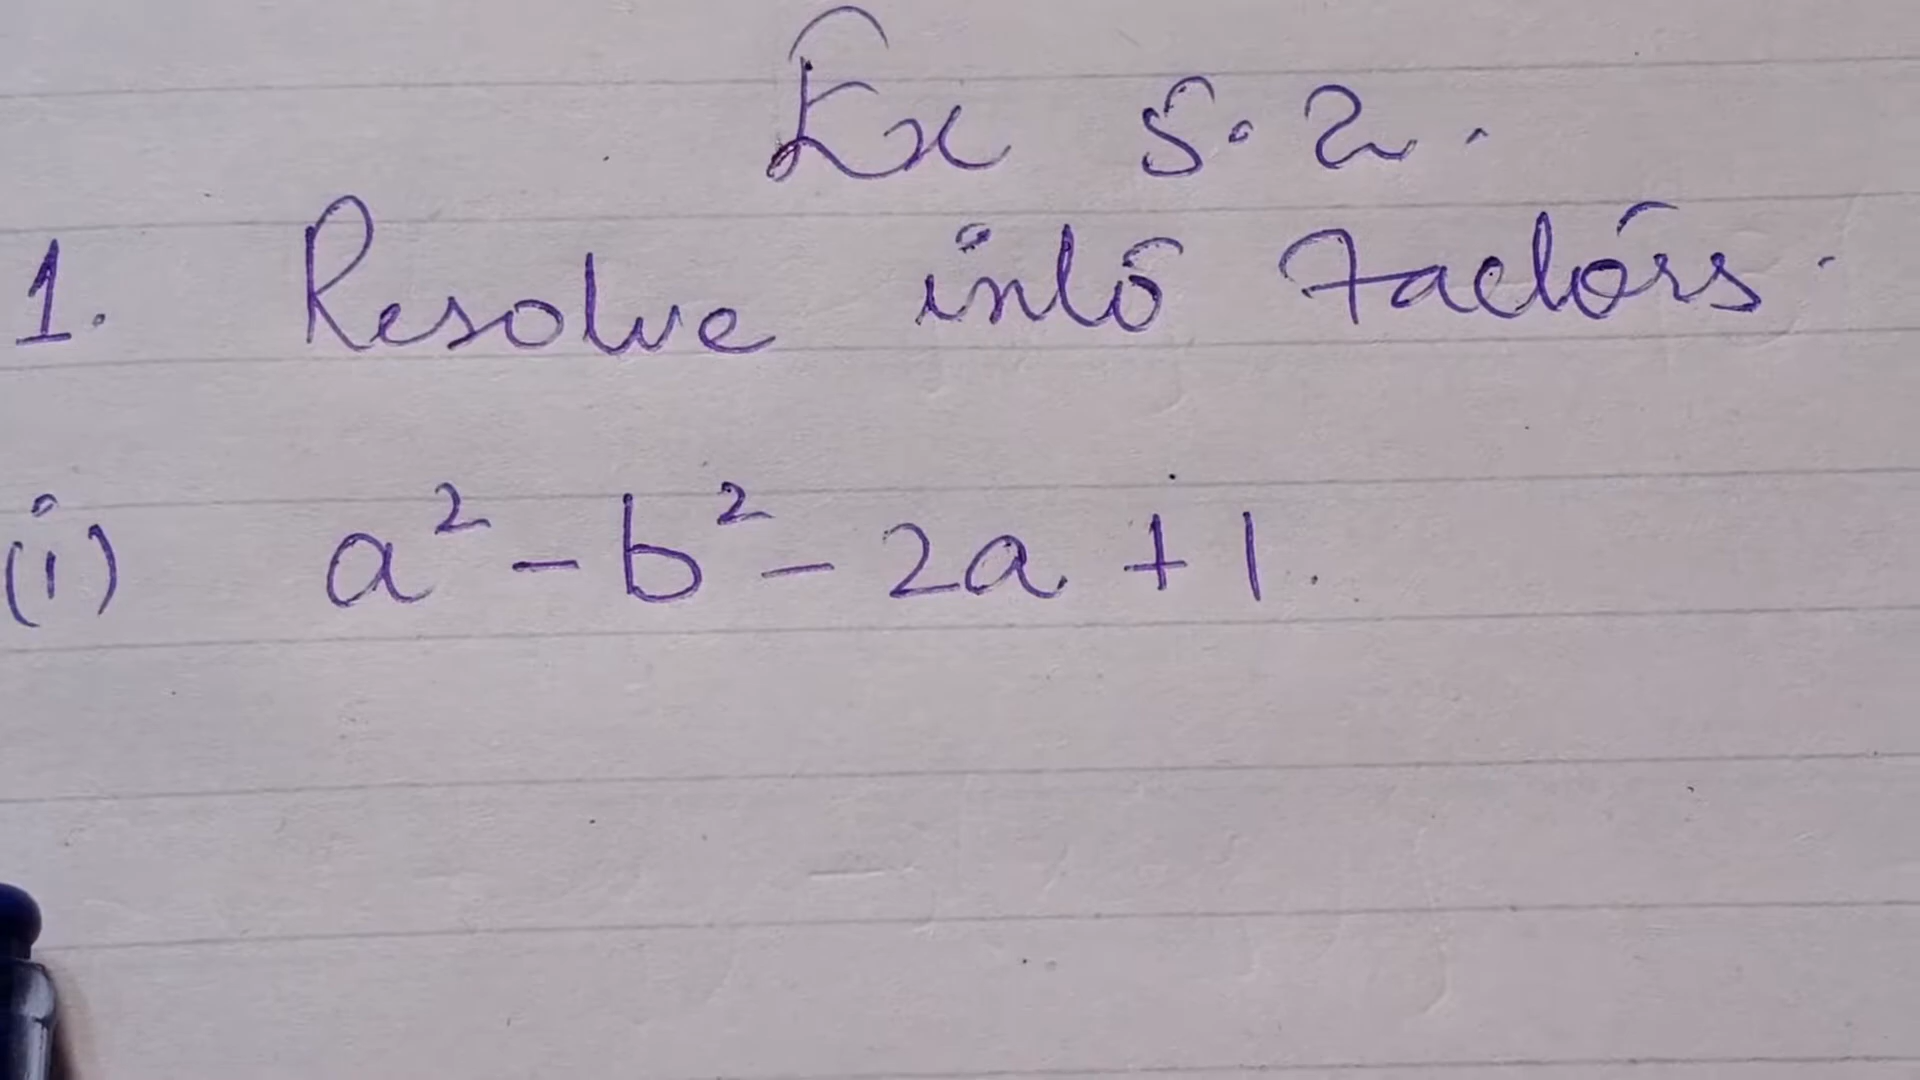 Ex 5.2.
1. Resolve into Factors.
(i) a² - b² - 2a + 1.